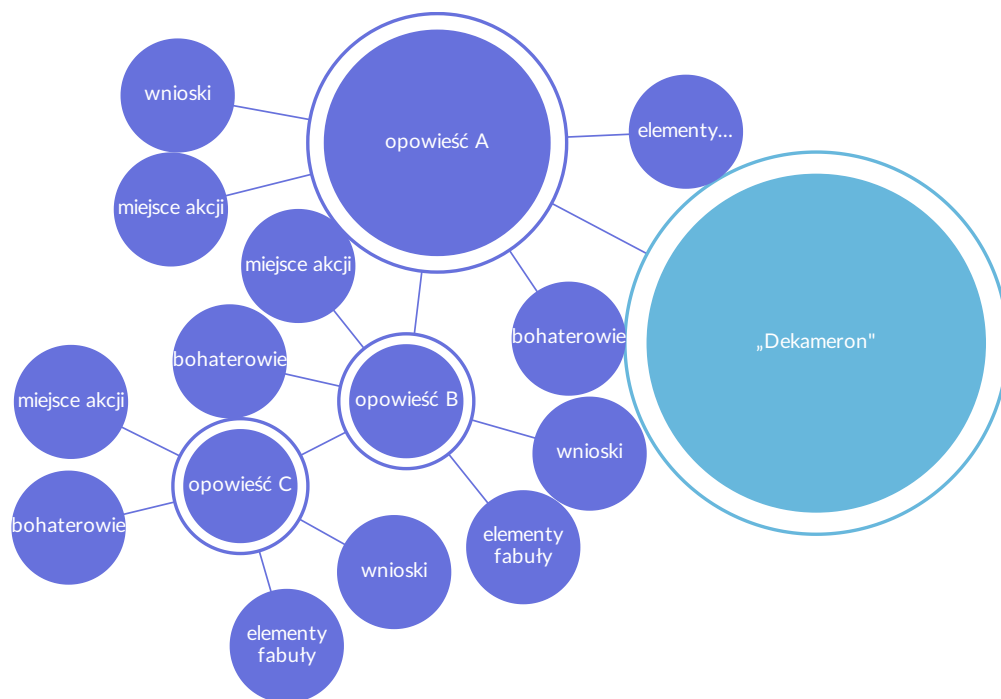 wnioski
opowieść A
elementy...
miejsce akcji
miejsce akcji
bohaterowie
„Dekameron"
bohaterowie
miejsce akcji
opowieść B
wnioski
opowieść C
bohaterowie
elementy
fabuły
wnioski
elementy
fabuły